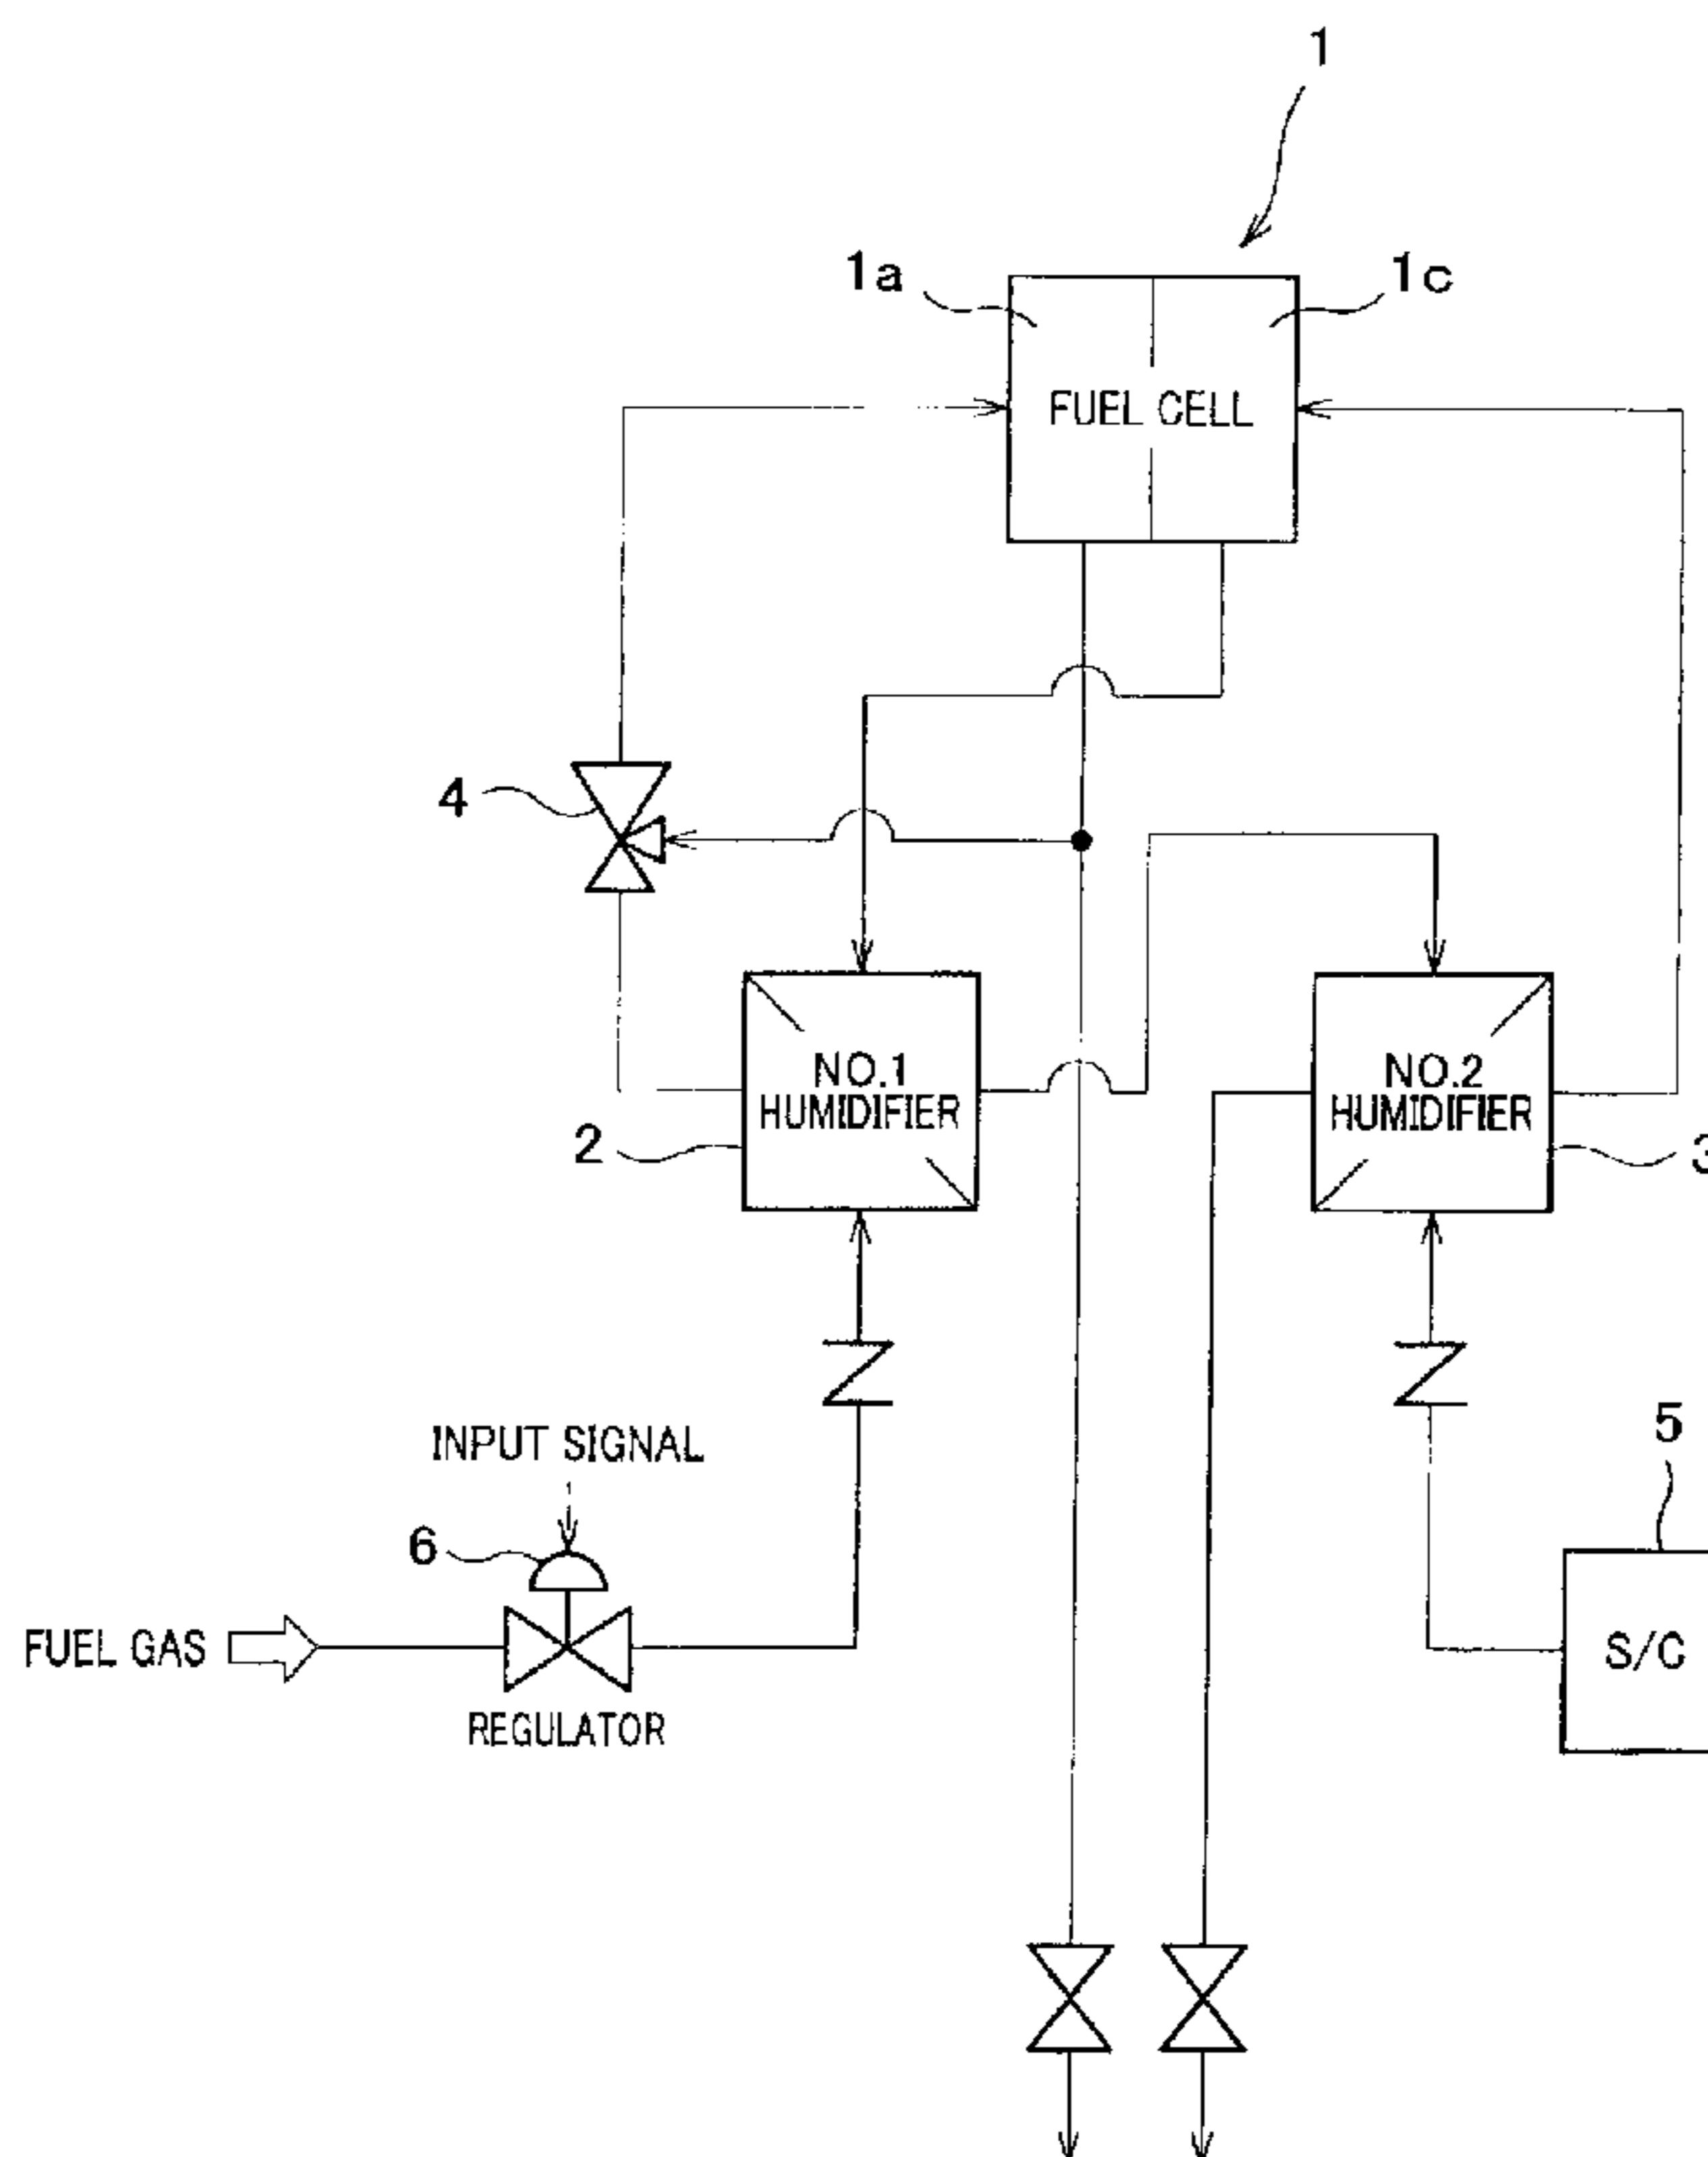 1
1a
1c
FUEL CELL
4
NO.1
HUMIDIFIER
NO.2
HUMIDIFIER
2
3
INPUT SIGNAL
5
6
FUEL GAS
S/C
REGULATOR